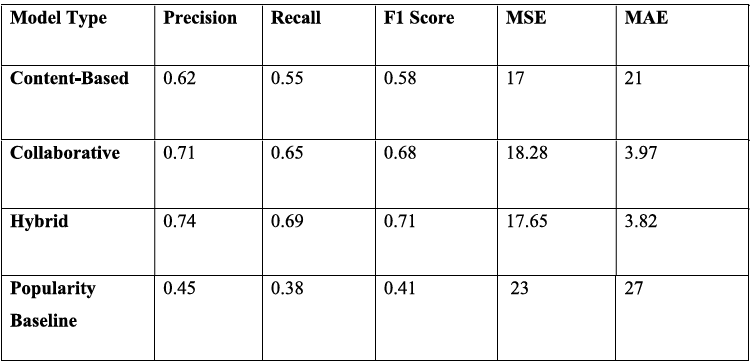 Model Type Precision Recall F1 Score MSE MAE
Content-Based 0.62 0.55 0.58 17 21
Collaborative 0.71 0.65 0.68 18.28 3.97
Hybrid 0.74 0.69 0.71 17.65 3.82
Popularity 0.45 0.38 0.41 23 27
Baseline